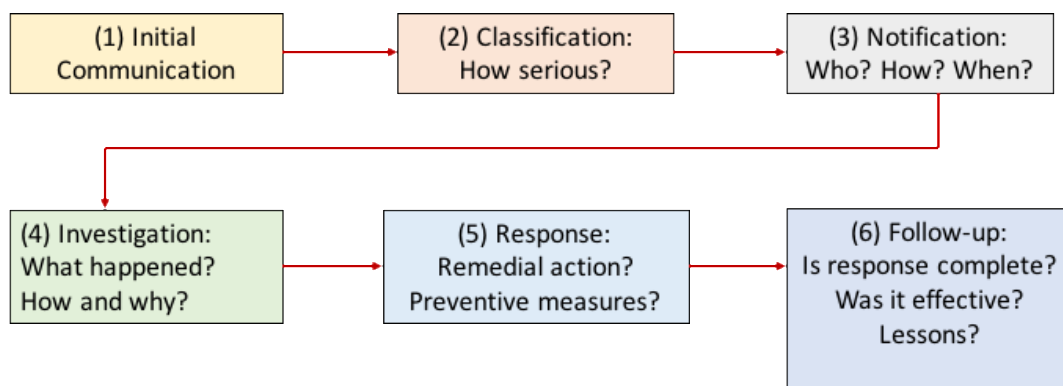 (1) Initial
Communication
(2) Classification:
How serious?
(3) Notification:
Who? How? When?
(4) Investigation:
What happened?
How and why?
(5) Response:
Remedial action?
Preventive measures?
(6) Follow-up:
Is response complete?
Was it effective?
Lessons?